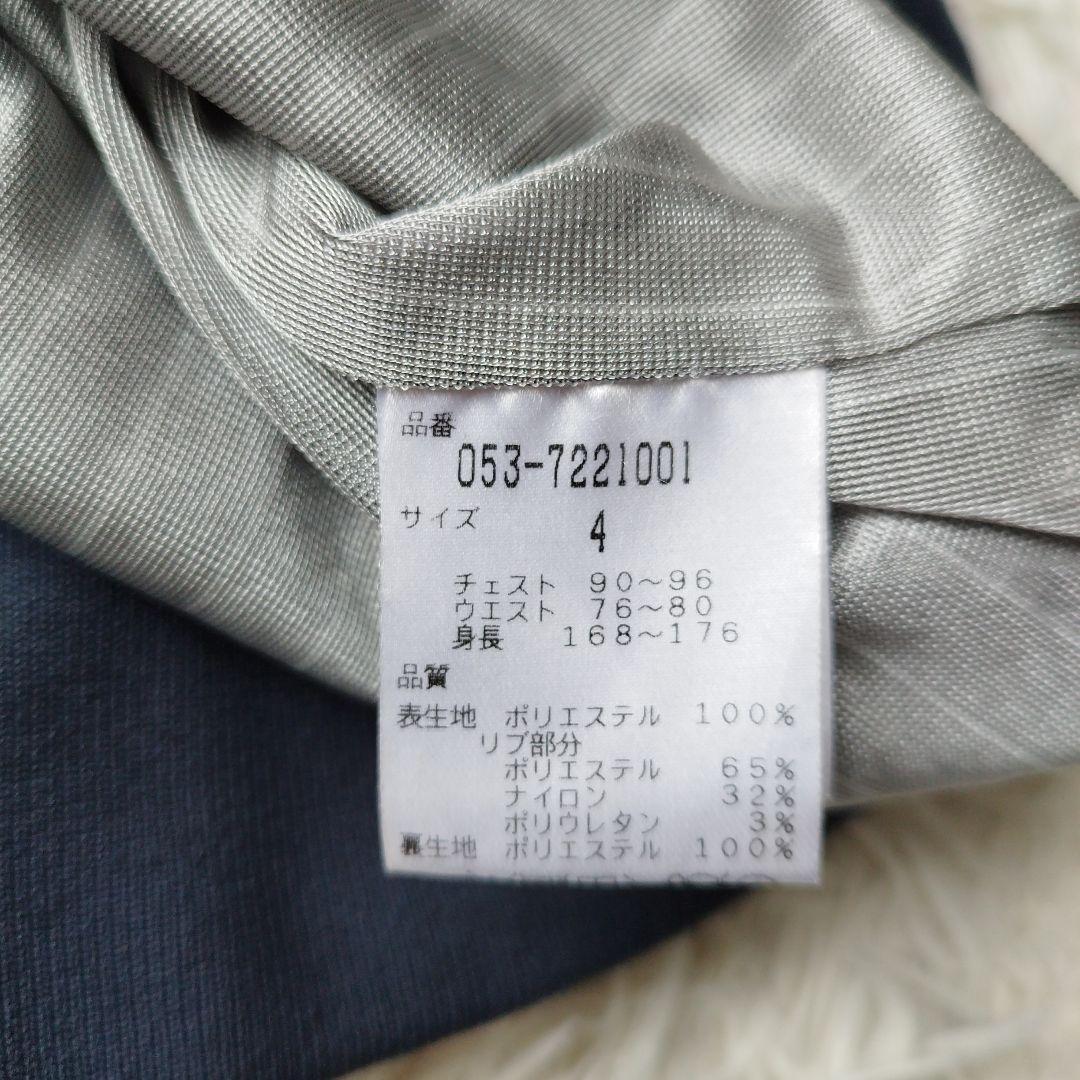 品番
053-7221001
サイズ 4
チェスト 90～96
ウエスト 76～80
身長 168～176
品質
表生地 ポリエステル 100%
リブ部分
ポリエステル 65%
ナイロン 32%
ポリウレタン 3%
裏生地 ポリエステル 100%